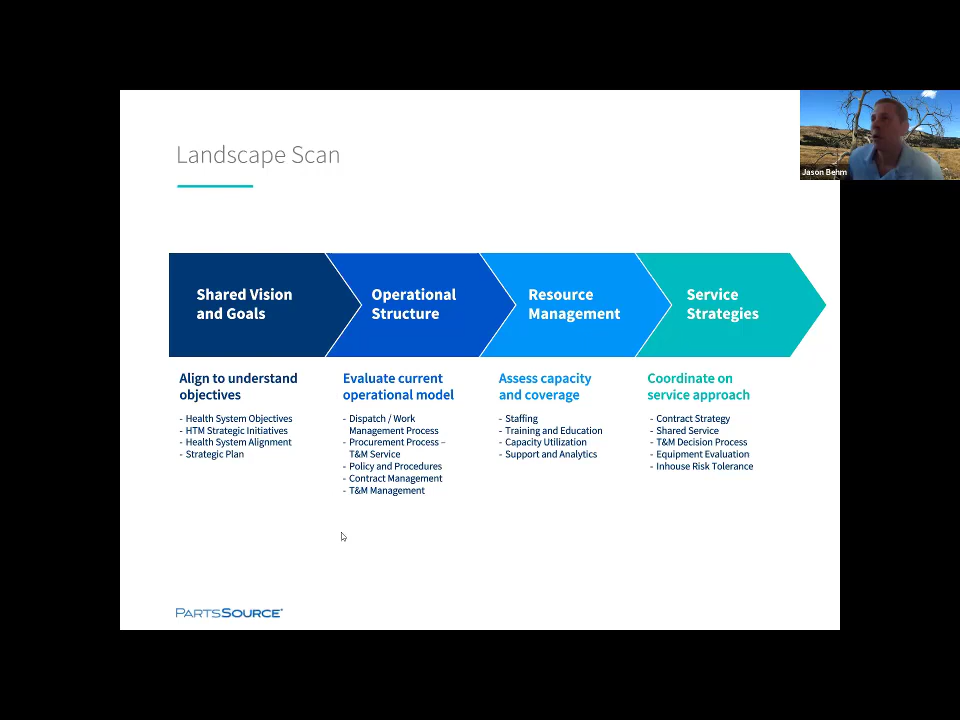 Landscape Scan
Jason Behm
Shared Vision
and Goals
Operational
Structure
Resource
Management
Service
Strategies
Align to understand
objectives
- Health System Objectives
- HTM Strategic Initiatives
- Health System Alignment
- Strategic Plan
Evaluate current
operational model
- Dispatch / Work
Management Process
- Procurement Process –
T&M Service
- Policy and Procedures
- Contract Management
- T&M Management
Assess capacity
and coverage
- Staffing
- Training and Education
- Capacity Utilization
- Support and Analytics
Coordinate on
service approach
- Contract Strategy
- Shared Service
- T&M Decision Process
- Equipment Evaluation
- Inhouse Risk Tolerance
PARTSSOURCE®